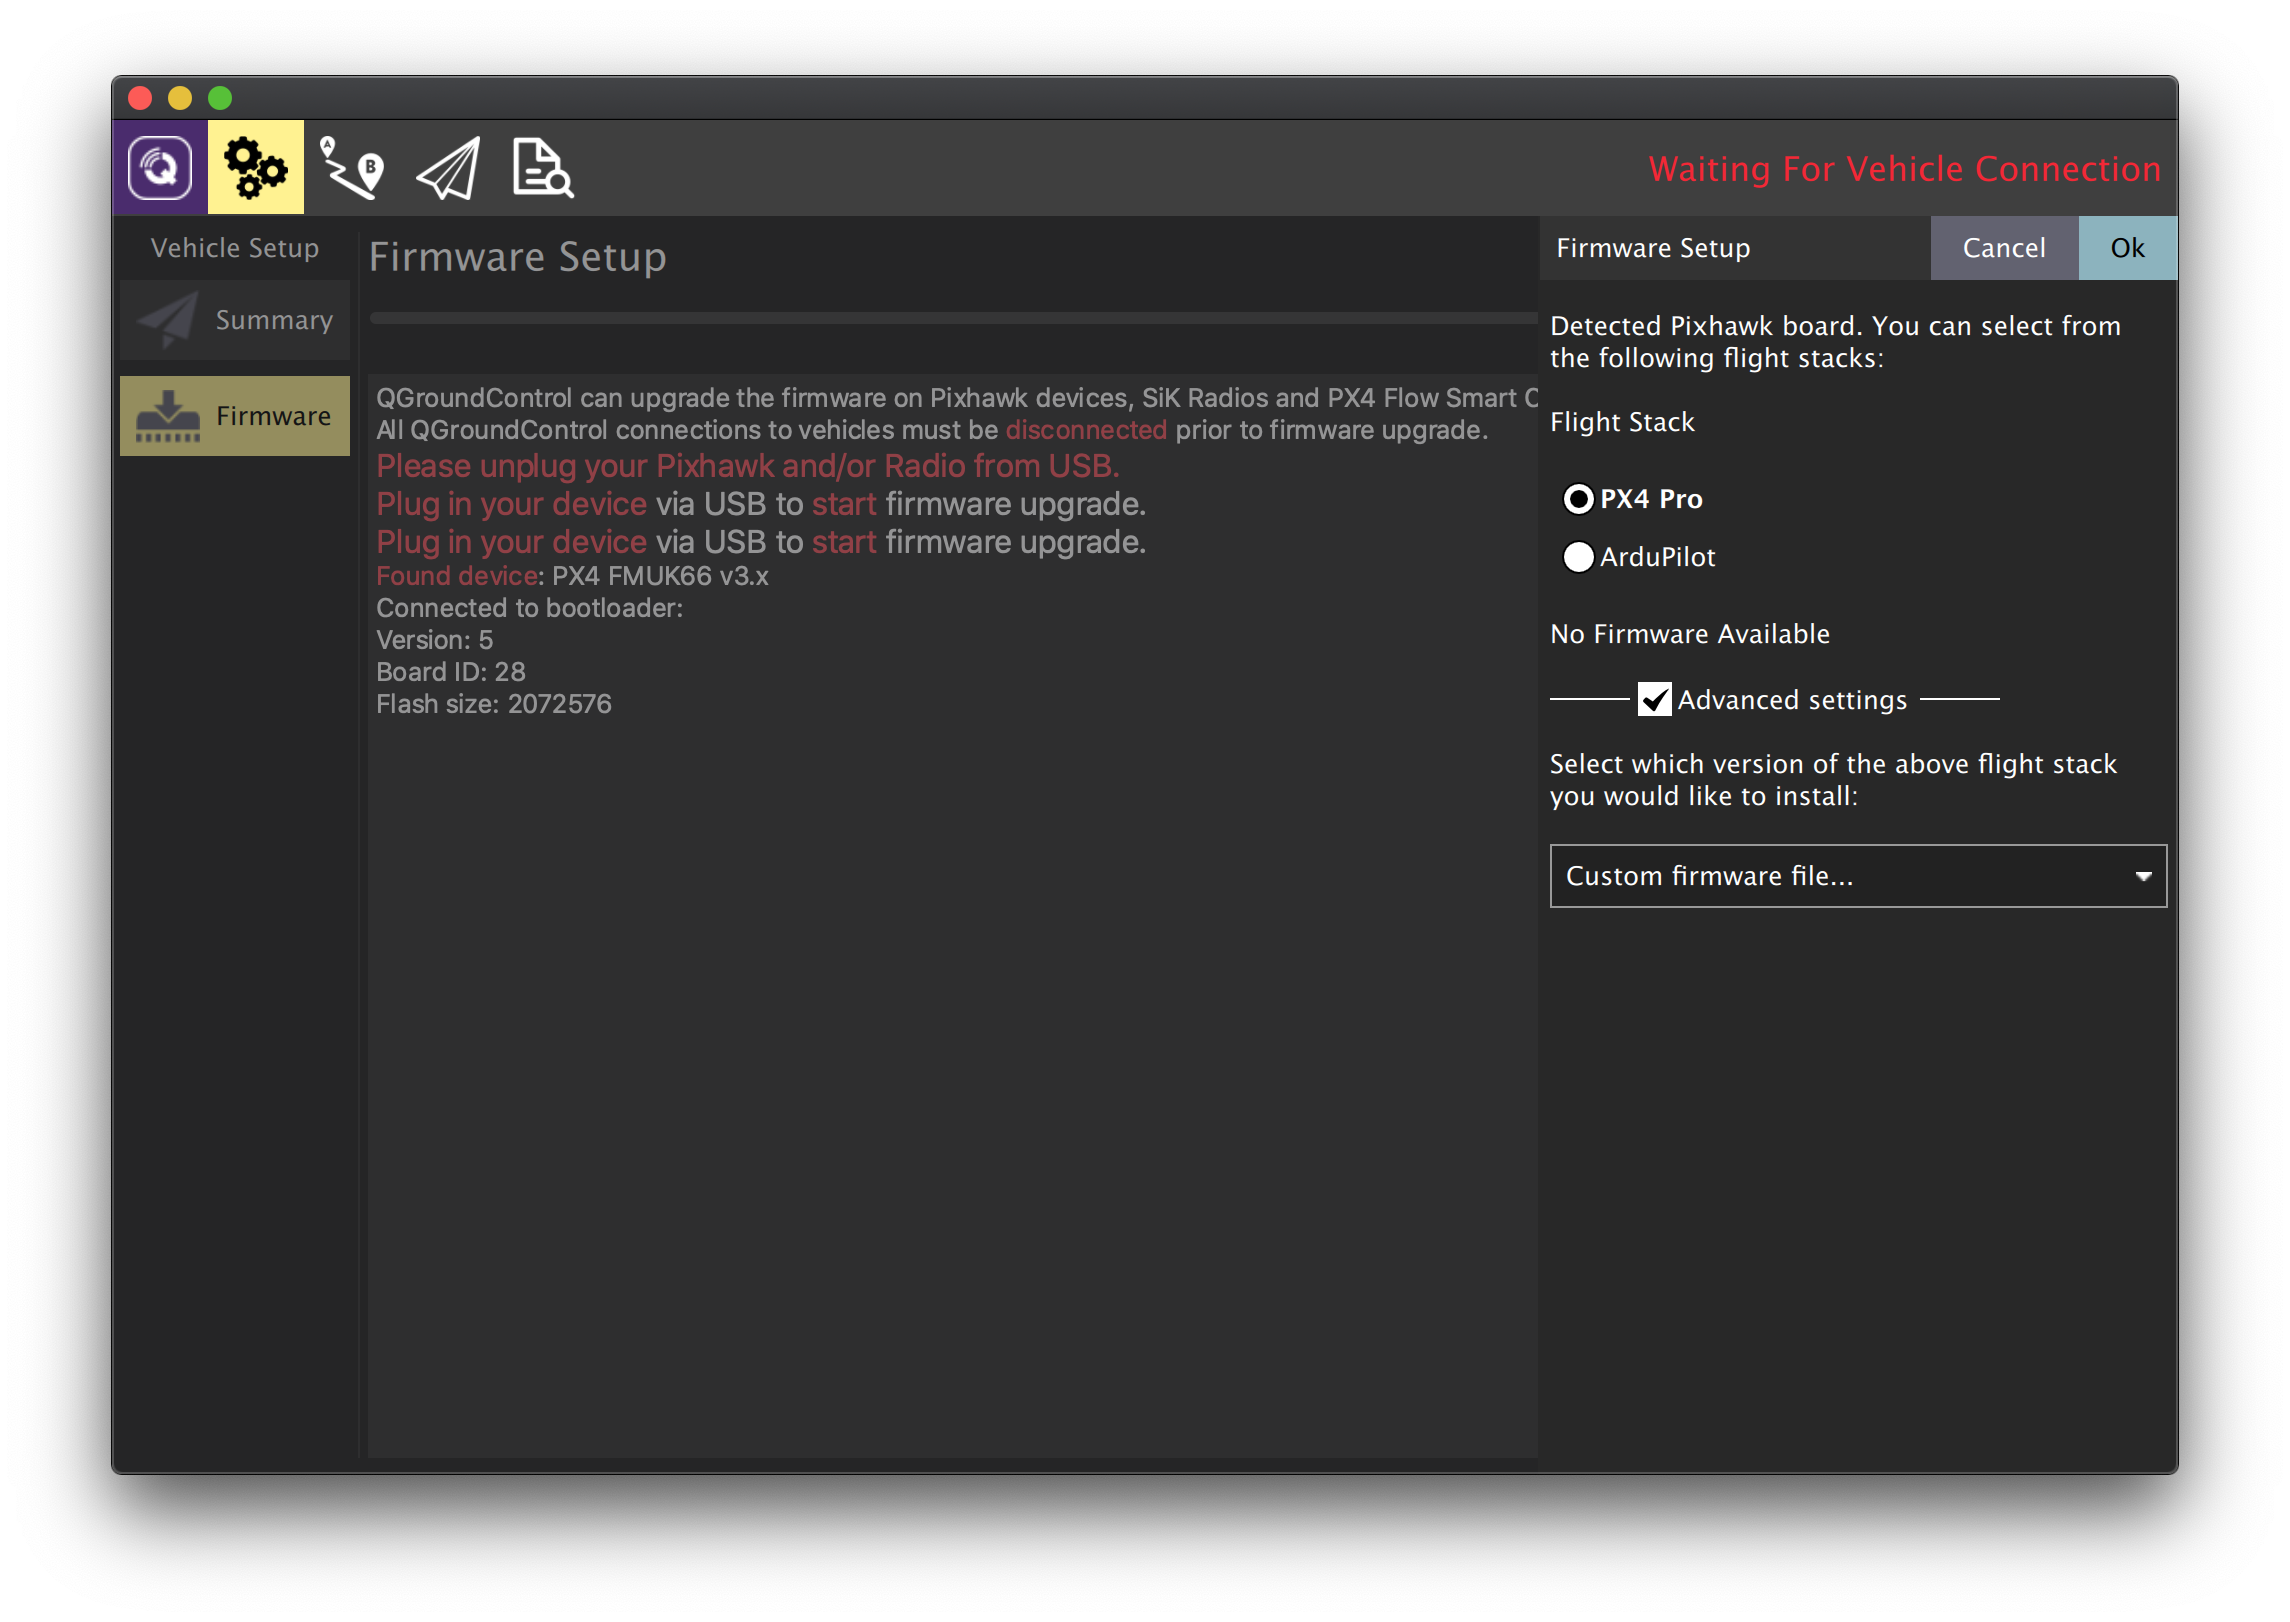 Waiting For Vehicle Connection
Vehicle Setup
Summary
Firmware
Firmware Setup
QGroundControl can upgrade the firmware on Pixhawk devices, SiK Radios and PX4 Flow Smart C
All QGroundControl connections to vehicles must be disconnected prior to firmware upgrade.
Please unplug your Pixhawk and/or Radio from USB.
Plug in your device via USB to start firmware upgrade.
Plug in your device via USB to start firmware upgrade.
Found device: PX4 FMUK66 v3.x
Connected to bootloader:
Version: 5
Board ID: 28
Flash size: 2072576
Firmware Setup
Cancel
Ok
Detected Pixhawk board. You can select from
the following flight stacks:
Flight Stack
PX4 Pro
ArduPilot
No Firmware Available
Advanced settings
Select which version of the above flight stack
you would like to install:
Custom firmware file...